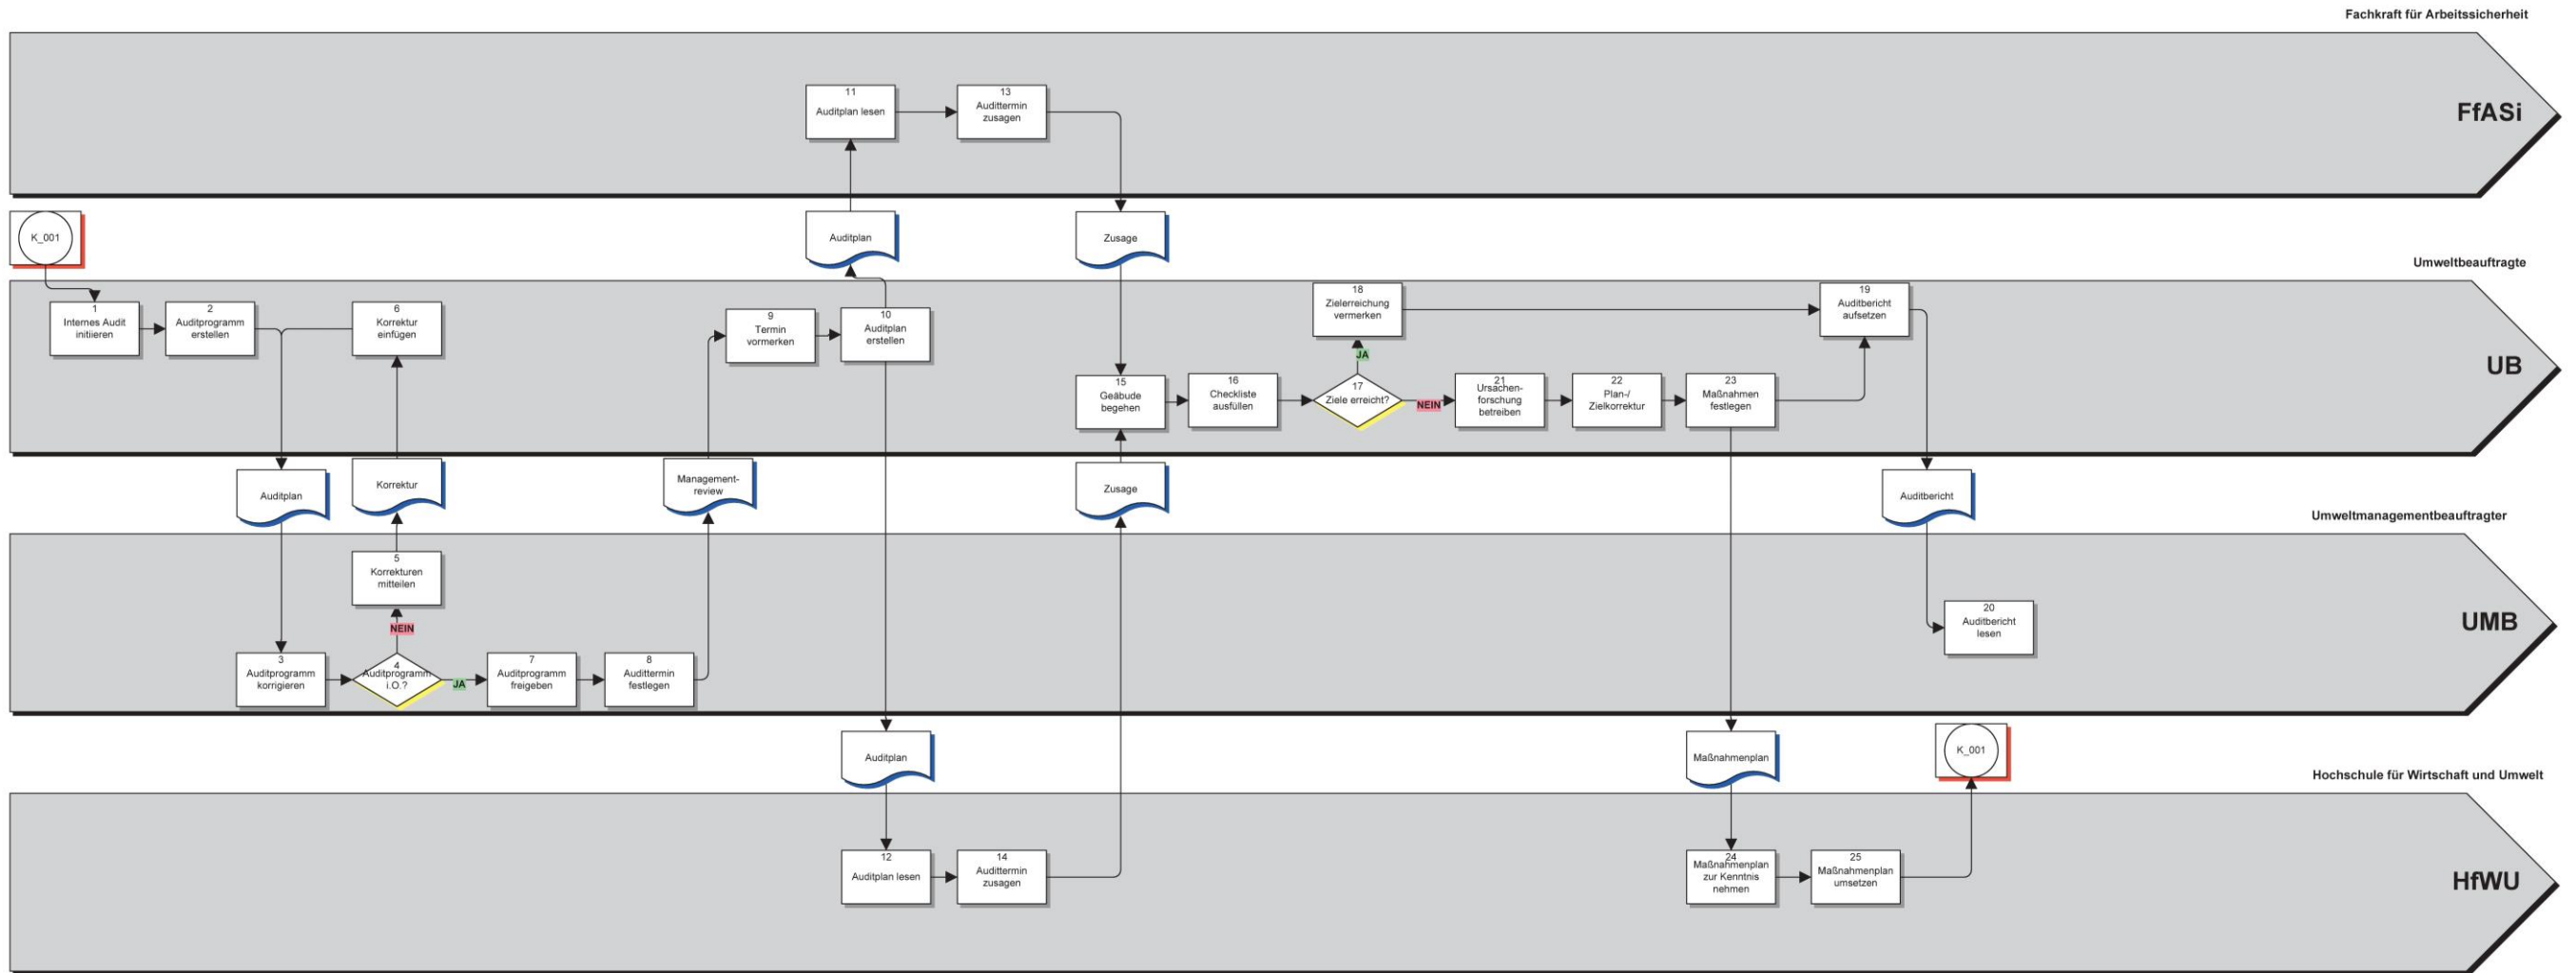 Fachkraft für Arbeitssicherheit
11
Auditplan lesen
13
Audittermin
zusagen
FfASi
K_001
Auditplan
Zusage
Umweltbeauftragte
1
Internes Audit
initiieren
2
Auditprogramm
erstellen
6
Korrektur
einfügen
9
Termin
vormerken
10
Auditplan
erstellen
18
Zielerreichung
vermerken
19
Auditbericht
aufsetzen
JA
UB
15
Geäbude
begehen
16
Checkliste
ausfüllen
17
Ziele erreicht?
NEIN
21
Ursachen-
forschung
betreiben
22
Plan-/
Zielkorrektur
23
Maßnahmen
festlegen
Auditplan
Korrektur
Management-
review
Zusage
Auditbericht
Umweltmanagementbeauftragter
5
Korrekturen
mitteilen
NEIN
20
Auditbericht
lesen
UMB
3
Auditprogramm
korrigieren
4
Auditprogramm
i.O.?
JA
7
Auditprogramm
freigeben
8
Audittermin
festlegen
Auditplan
Maßnahmenplan
K_001
Hochschule für Wirtschaft und Umwelt
12
Auditplan lesen
14
Audittermin
zusagen
24
Maßnahmenplan
zur Kenntnis
nehmen
25
Maßnahmenplan
umsetzen
HfWU